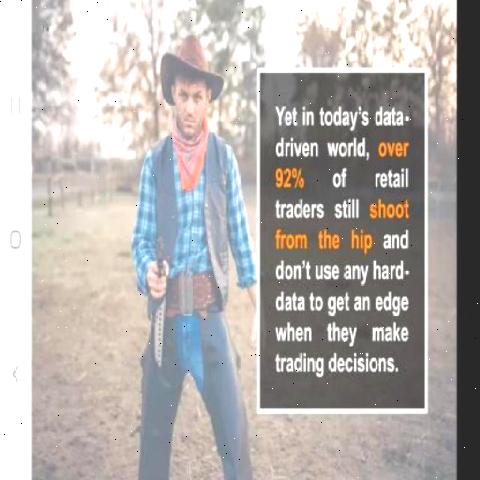 Yet in today's data-
driven world, over
92% of retail
traders still shoot
from the hip and
don't use any hard-
data to get an edge
when they make
trading decisions.